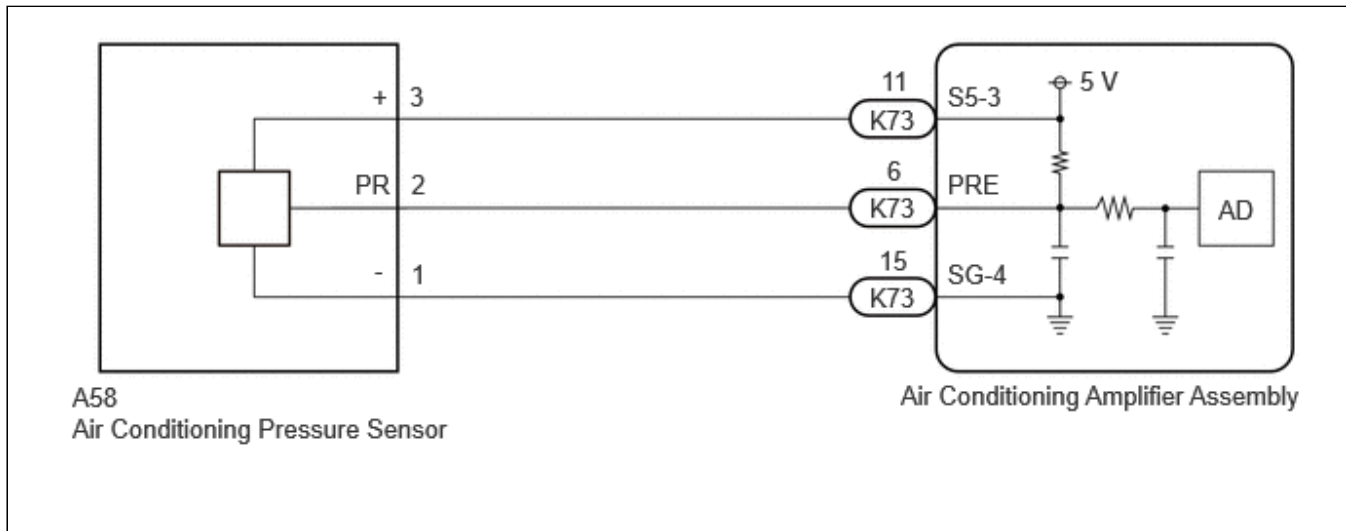 5 V
+ 3 11 S5-3
K73
PR 2 6 PRE
K73
AD
- 1 15 SG-4
K73
A58
Air Conditioning Pressure Sensor
Air Conditioning Amplifier Assembly